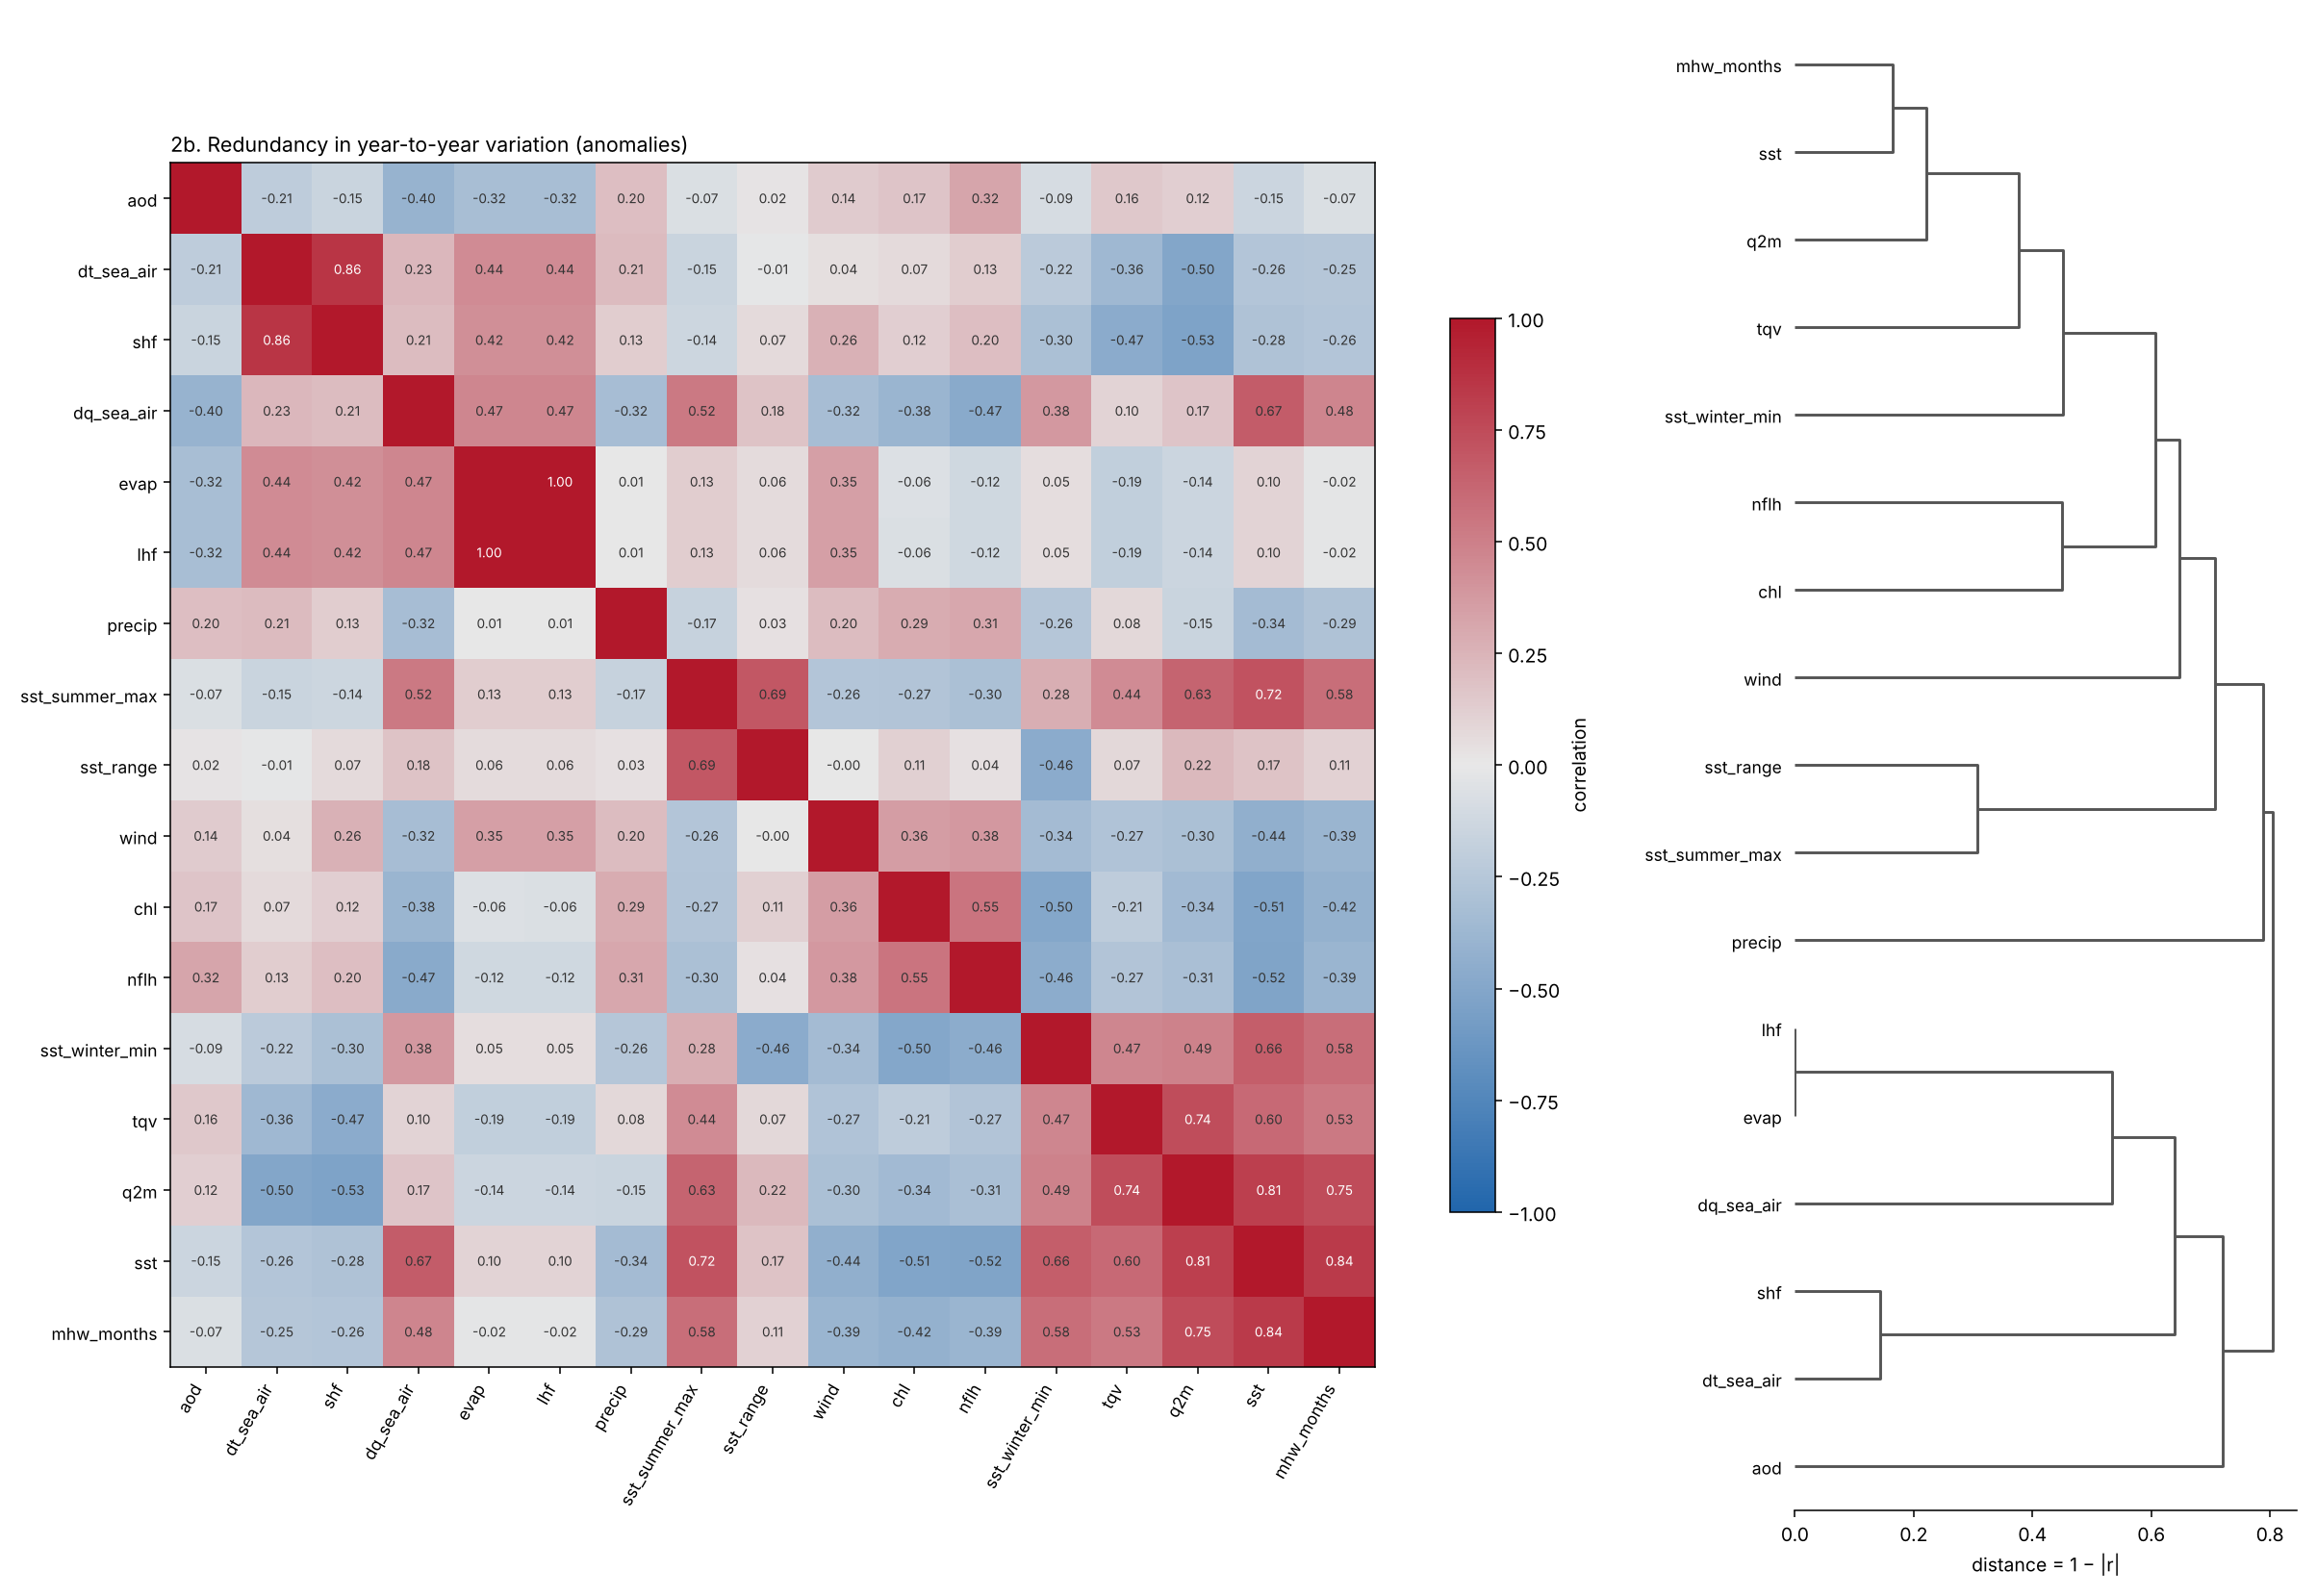 2b. Redundancy in year-to-year variation (anomalies)
aod -0.21 -0.15 -0.40 -0.32 -0.32 0.20 -0.07 0.02 0.14 0.17 0.32 -0.09 0.16 0.12 -0.15 -0.07
dt_sea_air -0.21 0.86 0.23 0.44 0.44 0.21 -0.15 -0.01 0.04 0.07 0.13 -0.22 -0.36 -0.50 -0.26 -0.25
shf -0.15 0.86 0.21 0.42 0.42 0.13 -0.14 0.07 0.26 0.12 0.20 -0.30 -0.47 -0.53 -0.28 -0.26
dq_sea_air -0.40 0.23 0.21 0.47 0.47 -0.32 0.52 0.18 -0.32 -0.38 -0.47 0.38 0.10 0.17 0.67 0.48
evap -0.32 0.44 0.42 0.47 1.00 0.01 0.13 0.06 0.35 -0.06 -0.12 0.05 -0.19 -0.14 0.10 -0.02
lhf -0.32 0.44 0.42 0.47 1.00 0.01 0.13 0.06 0.35 -0.06 -0.12 0.05 -0.19 -0.14 0.10 -0.02
precip 0.20 0.21 0.13 -0.32 0.01 0.01 -0.17 0.03 0.20 0.29 0.31 -0.26 0.08 -0.15 -0.34 -0.29
sst_summer_max -0.07 -0.15 -0.14 0.52 0.13 0.13 -0.17 0.69 -0.26 -0.27 -0.30 0.28 0.44 0.63 0.72 0.58
sst_range 0.02 -0.01 0.07 0.18 0.06 0.06 0.03 0.69 -0.00 0.11 0.04 -0.46 0.07 0.22 0.17 0.11
wind 0.14 0.04 0.26 -0.32 0.35 0.35 0.20 -0.26 -0.00 0.36 0.38 -0.34 -0.27 -0.30 -0.44 -0.39
chl 0.17 0.07 0.12 -0.38 -0.06 -0.06 0.29 -0.27 0.11 0.36 0.55 -0.50 -0.21 -0.34 -0.51 -0.42
nflh 0.32 0.13 0.20 -0.47 -0.12 -0.12 0.31 -0.30 0.04 0.38 0.55 -0.46 -0.27 -0.31 -0.52 -0.39
sst_winter_min -0.09 -0.22 -0.30 0.38 0.05 0.05 -0.26 0.28 -0.46 -0.34 -0.50 -0.46 0.47 0.49 0.66 0.58
tqv 0.16 -0.36 -0.47 0.10 -0.19 -0.19 0.08 0.44 0.07 -0.27 -0.21 -0.27 0.47 0.74 0.60 0.53
q2m 0.12 -0.50 -0.53 0.17 -0.14 -0.14 -0.15 0.63 0.22 -0.30 -0.34 -0.31 0.49 0.74 0.81 0.75
sst -0.15 -0.26 -0.28 0.67 0.10 0.10 -0.34 0.72 0.17 -0.44 -0.51 -0.52 0.66 0.60 0.81 0.84
mhw_months -0.07 -0.25 -0.26 0.48 -0.02 -0.02 -0.29 0.58 0.11 -0.39 -0.42 -0.39 0.58 0.53 0.75 0.84
aod dt_sea_air shf dq_sea_air evap lhf precip sst_summer_max sst_range wind chl nflh sst_winter_min tqv q2m sst mhw_months
1.00
0.75
0.50
0.25
0.00
−0.25
−0.50
−0.75
−1.00
correlation
mhw_months
sst
q2m
tqv
sst_winter_min
nflh
chl
wind
sst_range
sst_summer_max
precip
lhf
evap
dq_sea_air
shf
dt_sea_air
aod
0.0 0.2 0.4 0.6 0.8
distance = 1 − |r|